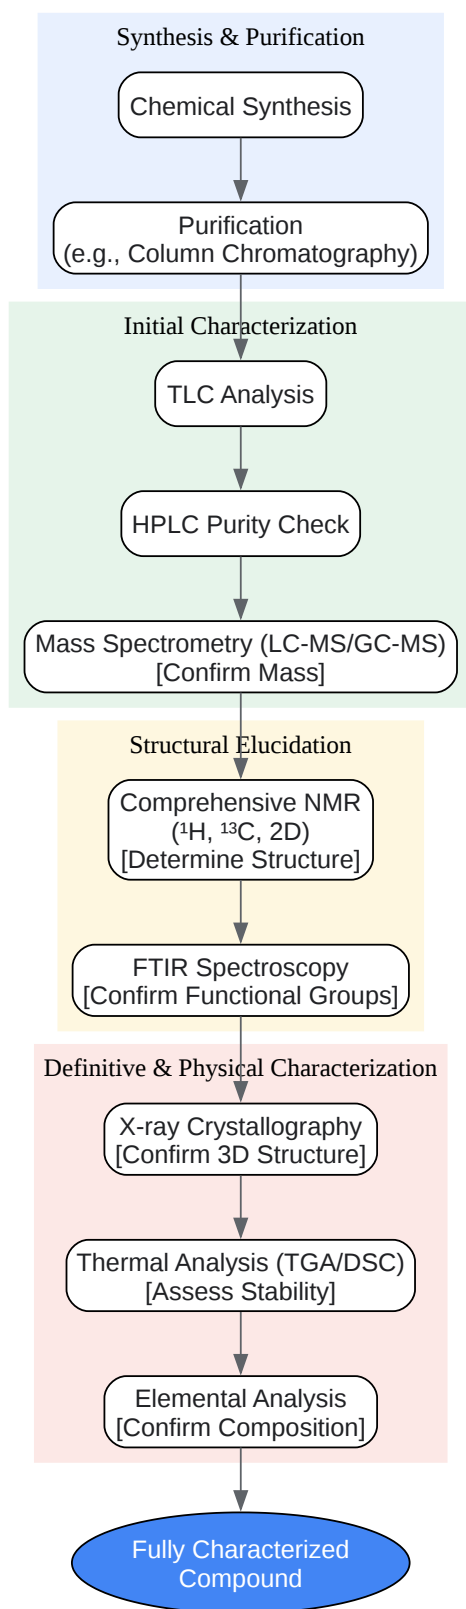 Synthesis & Purification
Chemical Synthesis
Purification
(e.g., Column Chromatography)
Initial Characterization
TLC Analysis
HPLC Purity Check
Mass Spectrometry (LC-MS/GC-MS)
[Confirm Mass]
Structural Elucidation
Comprehensive NMR
(¹H, ¹³C, 2D)
[Determine Structure]
FTIR Spectroscopy
[Confirm Functional Groups]
Definitive & Physical Characterization
X-ray Crystallography
[Confirm 3D Structure]
Thermal Analysis (TGA/DSC)
[Assess Stability]
Elemental Analysis
[Confirm Composition]
Fully Characterized
Compound